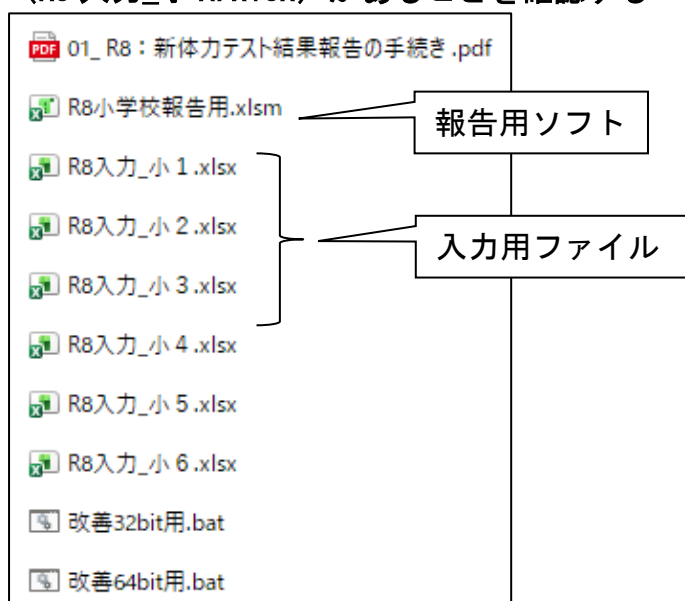 01_ R8：新体力テスト結果報告の手続き.pdf
R8小学校報告用.xlsm
報告用ソフト
R8入力_小１.xlsx
R8入力_小２.xlsx
入力用ファイル
R8入力_小３.xlsx
R8入力_小４.xlsx
R8入力_小５.xlsx
R8入力_小６.xlsx
改善32bit用.bat
改善64bit用.bat